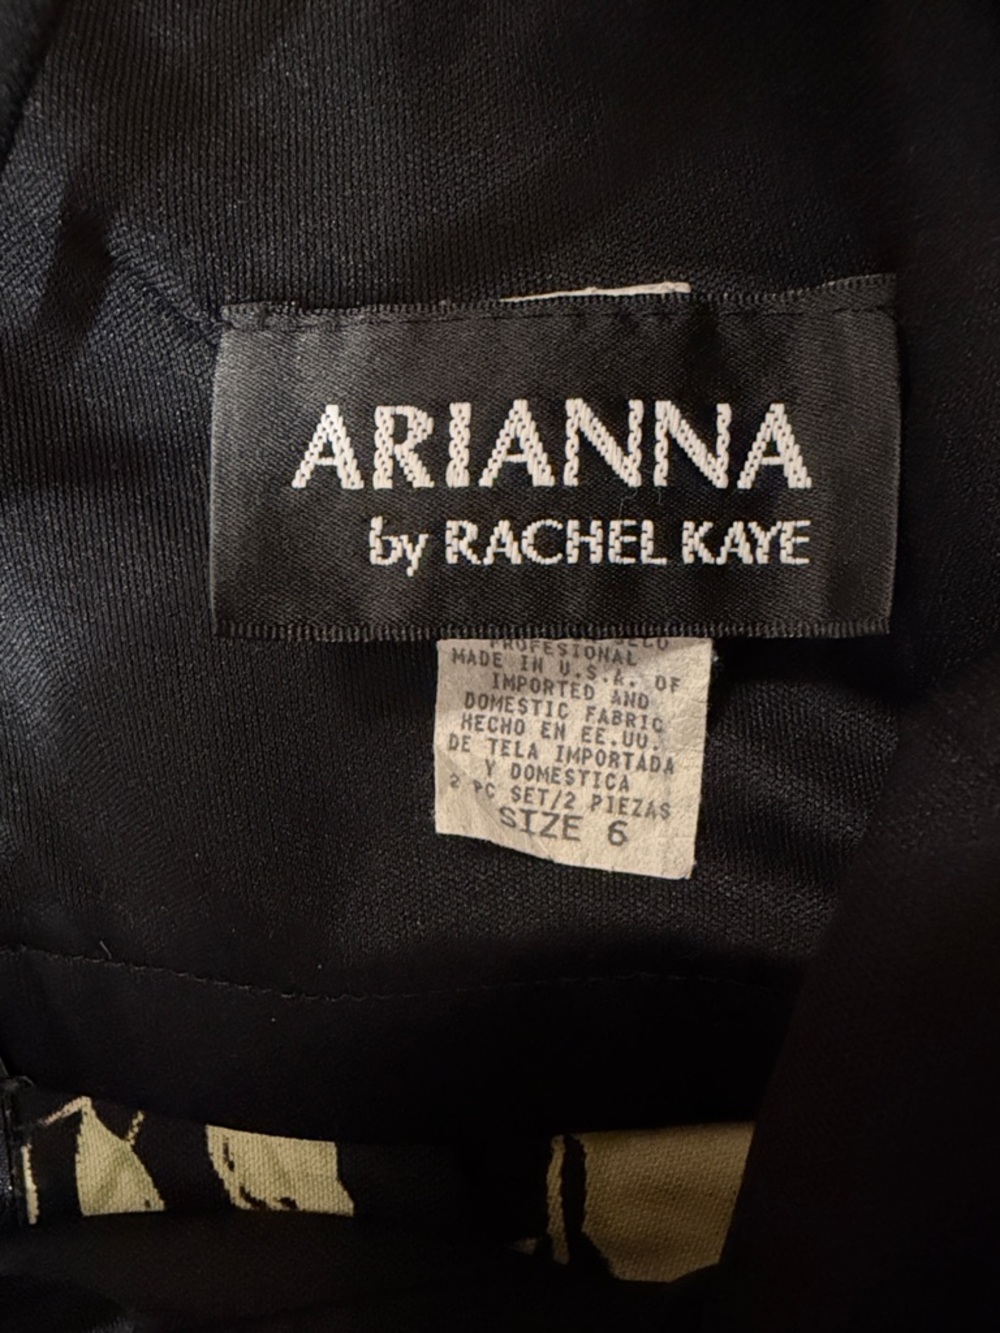 ARIANNA
by RACHEL KAYE
PROFESIONAL
MADE IN U.S.A. OF
IMPORTED AND
DOMESTIC FABRIC
HECHO EN EE.UU.
DE TELA IMPORTADA
Y DOMESTICA
2 PC SET/2 PIEZAS
SIZE 6